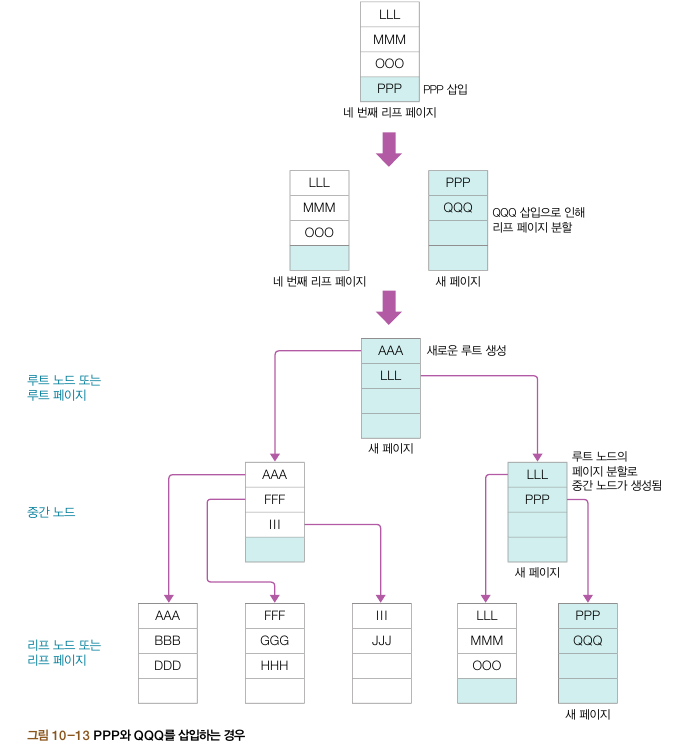 LLL
MMM
OOO
PPP
PPP 삽입
네 번째 리프 페이지
LLL
MMM
OOO
네 번째 리프 페이지
PPP
QQQ
QQQ 삽입으로 인해
리프 페이지 분할
새 페이지
루트 노드 또는
루트 페이지
AAA
LLL
새로운 루트 생성
새 페이지
중간 노드
AAA
FFF
III
LLL
PPP
루트 노드의
페이지 분할로
중간 노드가 생성됨
새 페이지
리프 노드 또는
리프 페이지
AAA
BBB
DDD
FFF
GGG
HHH
III
JJJ
LLL
MMM
OOO
PPP
QQQ
새 페이지
그림 10-13 PPP와 QQQ를 삽입하는 경우